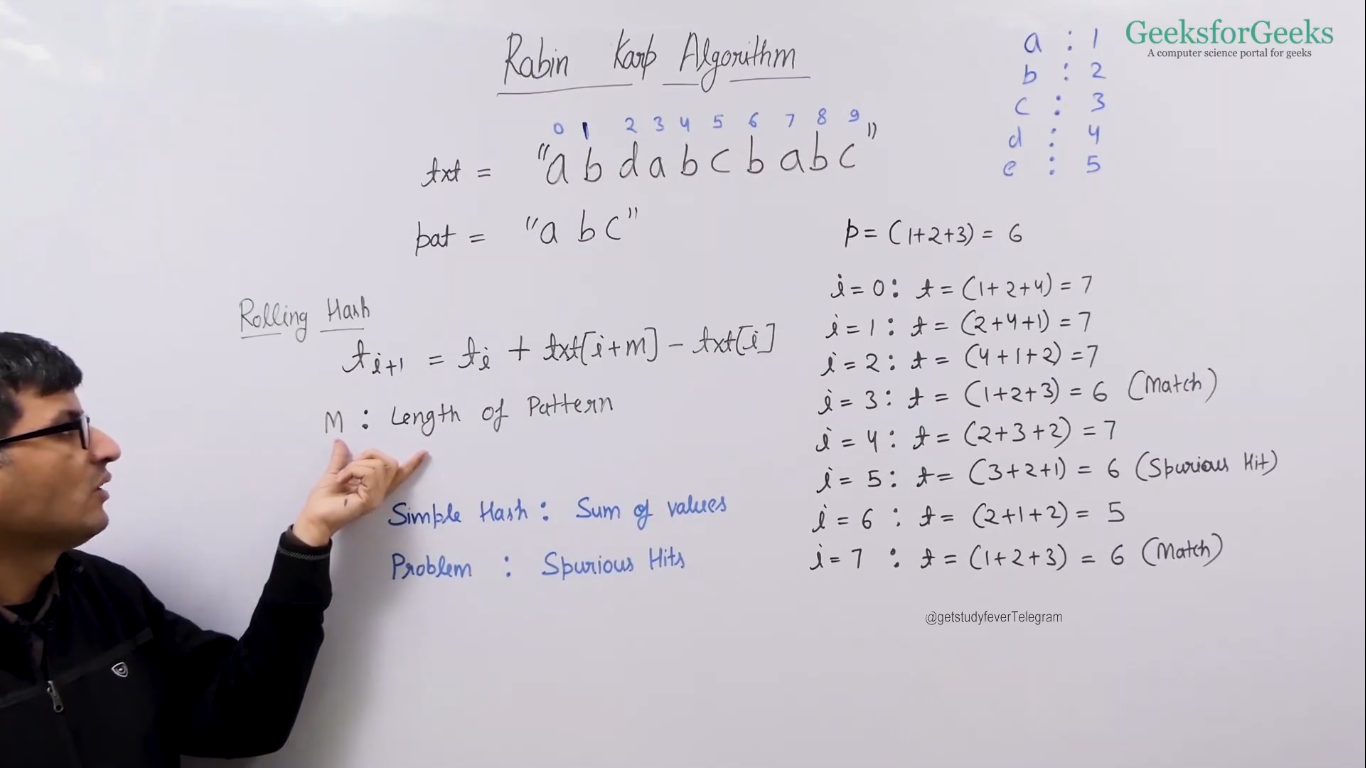 GeeksforGeeks
A computer science portal for geeks
Rabin Karp Algorithm
a : 1
b : 2
c : 3
d : 4
e : 5
0 1 2 3 4 5 6 7 8 9
txt = "a b d a b c b a b c"
pat = "a b c"
p = (1+2+3) = 6
Rolling Hash
t i+1 = t i + txt[i+m] - txt[i]
M : Length of Pattern
Simple Hash : Sum of values
Problem : Spurious Hits
i = 0 : t = (1+2+4) = 7
i = 1 : t = (2+4+1) = 7
i = 2 : t = (4+1+2) = 7
i = 3 : t = (1+2+3) = 6 (Match)
i = 4 : t = (2+3+2) = 7
i = 5 : t = (3+2+1) = 6 (Spurious Hit)
i = 6 : t = (2+1+2) = 5
i = 7 : t = (1+2+3) = 6 (Match)
@getstudyfeverTelegram